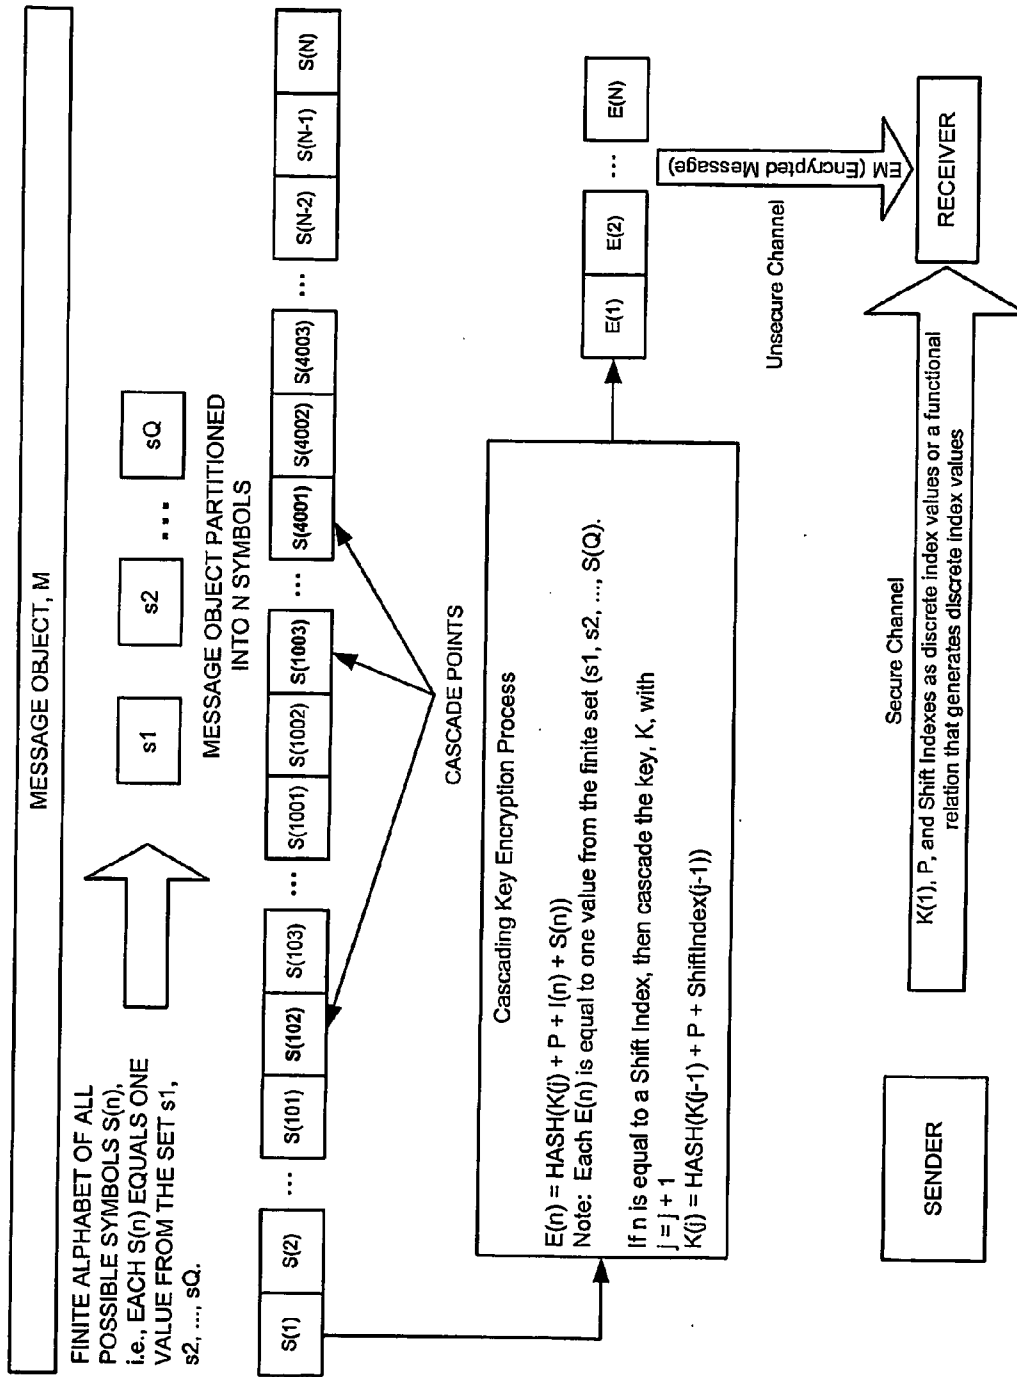 MESSAGE OBJECT, M
FINITE ALPHABET OF ALL
POSSIBLE SYMBOLS S(n),
i.e., EACH S(n) EQUALS ONE
VALUE FROM THE SET s1,
s2, ..., sQ.
s1
s2
...
sQ
MESSAGE OBJECT PARTITIONED
INTO N SYMBOLS
S(1)
S(2)
...
S(101)
S(102)
S(103)
...
S(1001)
S(1002)
S(1003)
...
S(4001)
S(4002)
S(4003)
...
S(N-2)
S(N-1)
S(N)
CASCADE POINTS
Cascading Key Encryption Process
E(n) = HASH(K(j) + P + I(n) + S(n))
Note: Each E(n) is equal to one value from the finite set (s1, s2, ..., S(Q).
If n is equal to a Shift Index, then cascade the key, K, with
j = j + 1
K(j) = HASH(K(j-1) + P + ShiftIndex(j-1))
E(1)
E(2)
...
E(N)
Unsecure Channel
EM (Encrypted Message)
SENDER
Secure Channel
K(1), P, and Shift Indexes as discrete index values or a functional
relation that generates discrete index values
RECEIVER